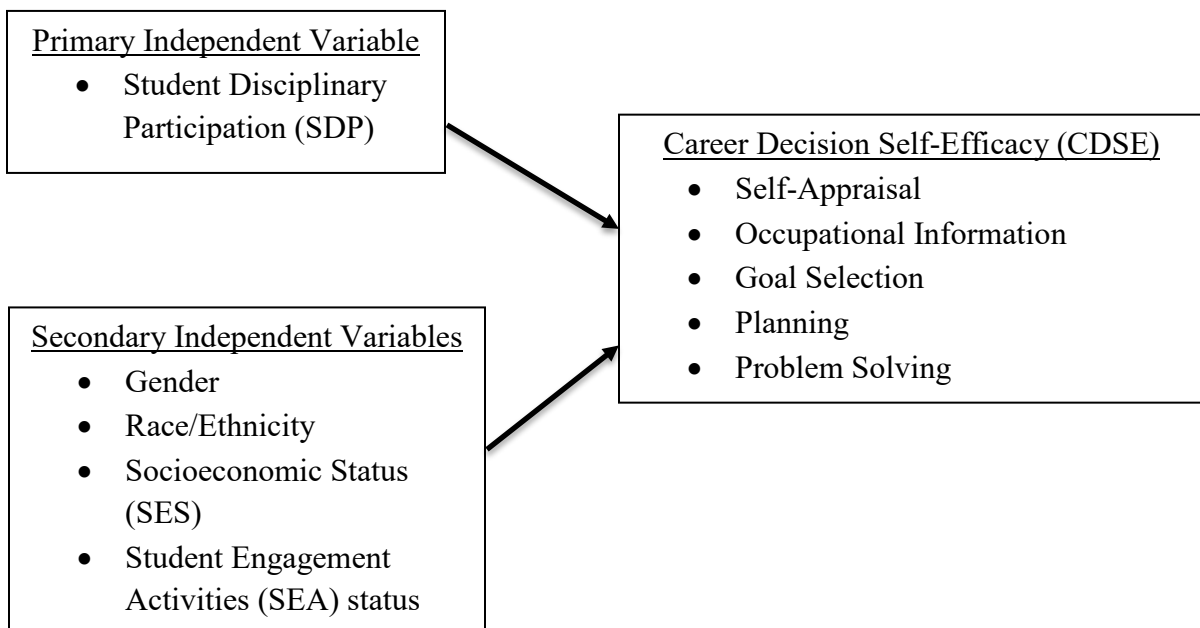 Primary Independent Variable
• Student Disciplinary
Participation (SDP)
Career Decision Self-Efficacy (CDSE)
• Self-Appraisal
• Occupational Information
• Goal Selection
• Planning
• Problem Solving
Secondary Independent Variables
• Gender
• Race/Ethnicity
• Socioeconomic Status
(SES)
• Student Engagement
Activities (SEA) status